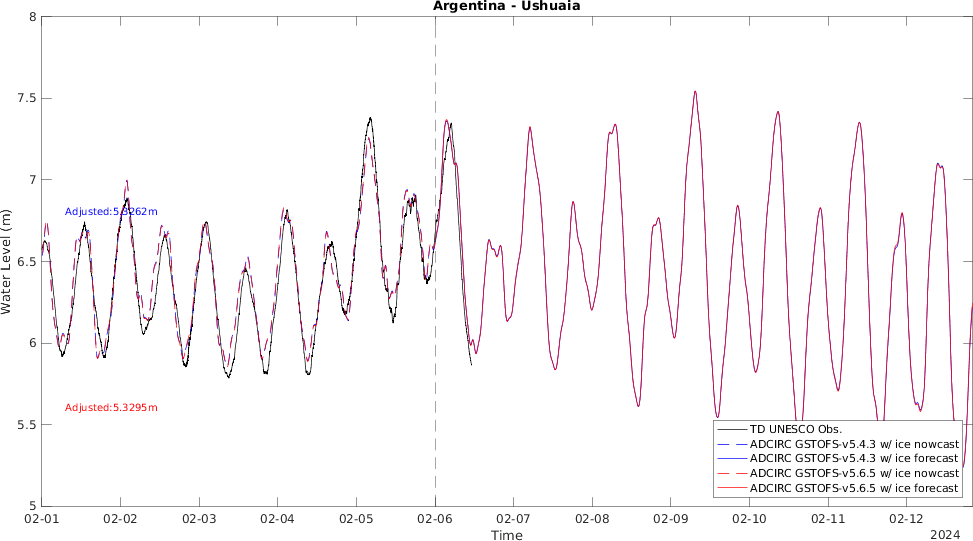 Argentina - Ushuaia
8
7.5
7
6.5
6
5.5
5
Water Level (m)
Adjusted:5.3262m
Adjusted:5.3295m
TD UNESCO Obs.
ADCIRC GSTOFS-v5.4.3 w/ ice nowcast
ADCIRC GSTOFS-v5.4.3 w/ ice forecast
ADCIRC GSTOFS-v5.6.5 w/ ice nowcast
ADCIRC GSTOFS-v5.6.5 w/ ice forecast
02-01 02-02 02-03 02-04 02-05 02-06 02-07 02-08 02-09 02-10 02-11 02-12
Time
2024